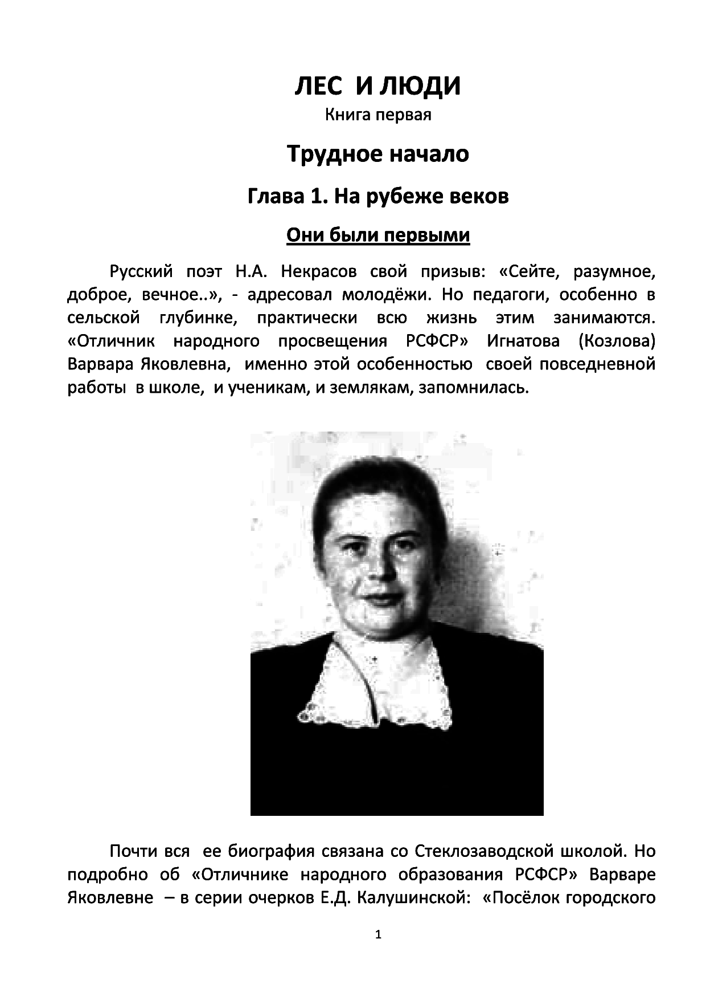 ЛЕС И ЛЮДИ
Книга первая
Трудное начало
Глава 1. На рубеже веков
Они были первыми
Русский поэт Н.А. Некрасов свой призыв: «Сейте, разумное,
доброе, вечное..», - адресовал молодёжи. Но педагоги, особенно в
сельской глубинке, практически всю жизнь этим занимаются.
«Отличник народного просвещения РСФСР» Игнатова (Козлова)
Варвара Яковлевна, именно этой особенностью своей повседневной
работы в школе, и ученикам, и землякам, запомнилась.
Почти вся ее биография связана со Стеклозаводской школой. Но
подробно об «Отличнике народного образования РСФСР» Варваре
Яковлевне – в серии очерков Е.Д. Калушинской: «Посёлок городского
1